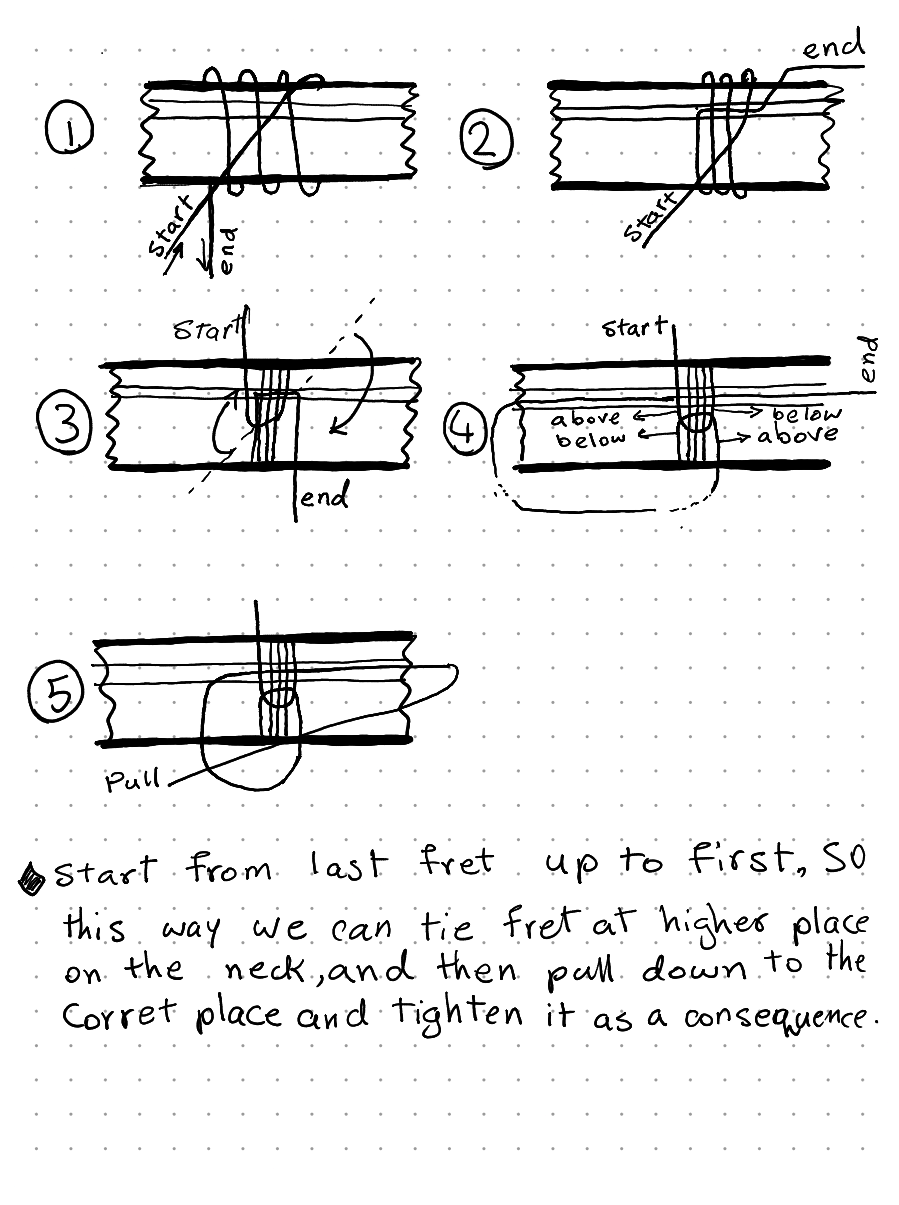 1
start
end
2
end
start
3
start
end
4
start
end
above
below
below
above
5
Pull
Start from last fret up to first, so
this way we can tie fret at higher place
on the neck, and then pull down to the
Corret place and tighten it as a consequence.